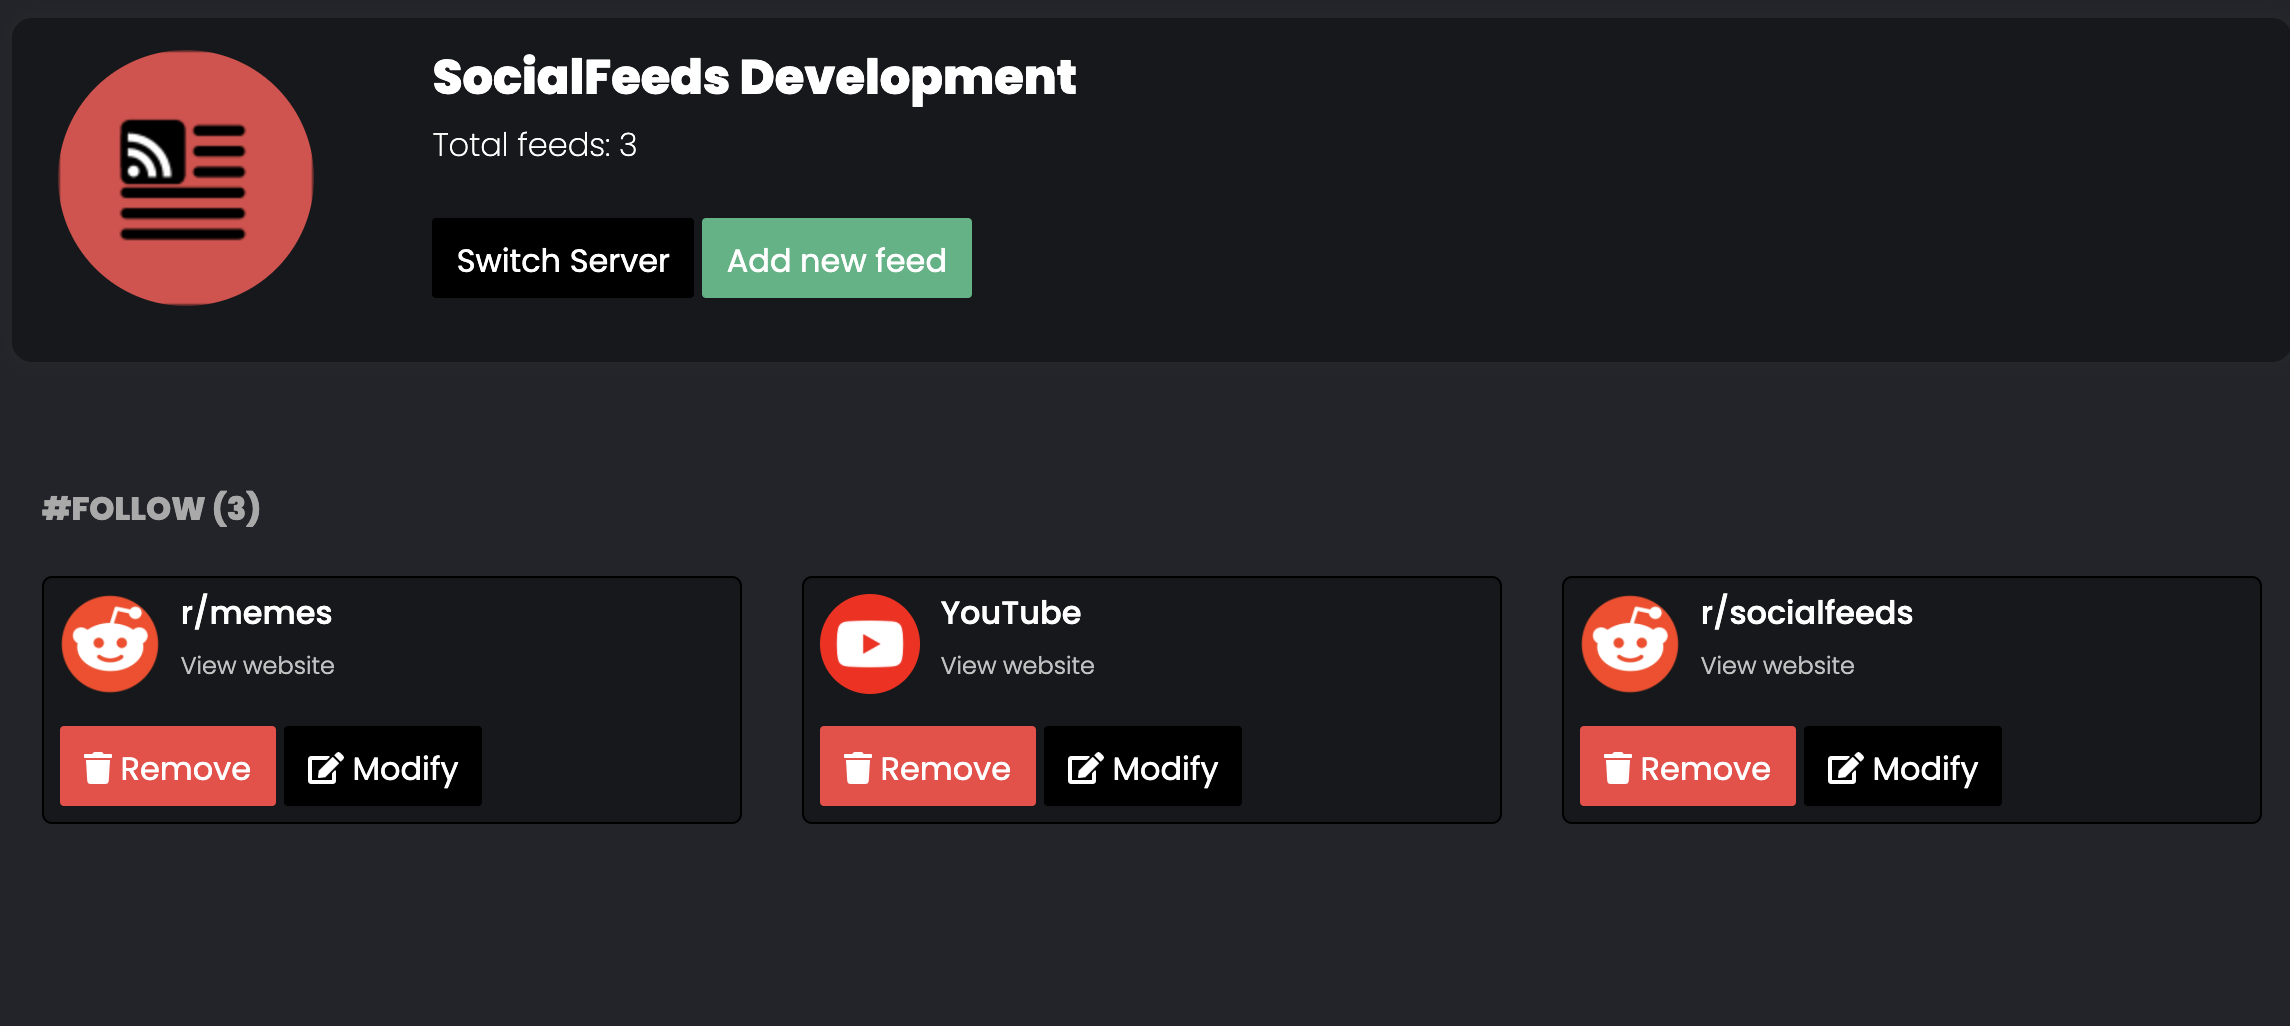 SocialFeeds Development
Total feeds: 3
Switch Server
Add new feed
#FOLLOW (3)
r/memes
View website
Remove
Modify
YouTube
View website
Remove
Modify
r/socialfeeds
View website
Remove
Modify